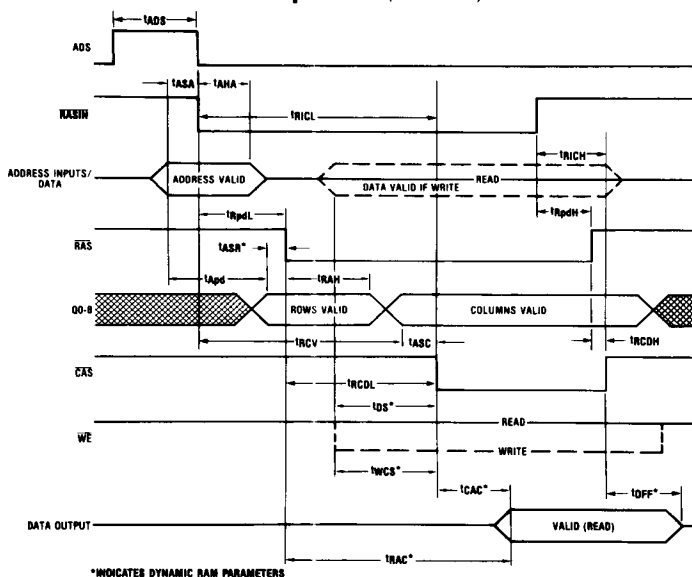 tADS
ADS
tASA
tAHA
RASIN
tRICL
tRICH
ADDRESS INPUTS/
DATA
ADDRESS VALID
READ
DATA VALID IF WRITE
tRpdL
tRpdH
RAS
tASR*
tApd
tRAH
Q0-8
ROWS VALID
COLUMNS VALID
tRCV
tASC
tRCDH
CAS
tRCDL
tDS*
WE
READ
WRITE
tWCS*
tCAC*
tOFF*
DATA OUTPUT
VALID (READ)
tRAC*
*INDICATES DYNAMIC RAM PARAMETERS